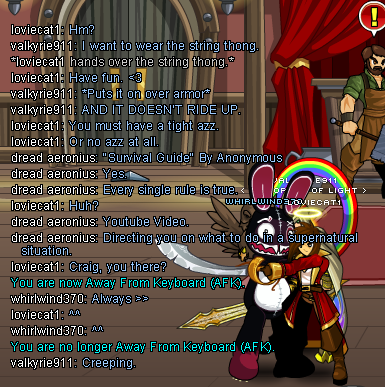 loviecat1: Hm?
valkyrie911: I want to wear the string thong.
*loviecat1 hands over the string thong.*
loviecat1: Have fun. <3
valkyrie911: *Puts it on over armor*
valkyrie911: AND IT DOESN'T RIDE UP.
loviecat1: You must have a tight azz.
loviecat1: Or no azz at all.
dread aeronius: "Survival Guide" By Anonymous
dread aeronius: Yes.
dread aeronius: Every single rule is true.
loviecat1: Huh?
dread aeronius: Youtube Video.
dread aeronius: Directing you on what to do in a supernatural
situation.
loviecat1: Craig, you there?
You are now Away From Keyboard (AFK).
whirlwind370: Always >>
loviecat1: ^^
whirlwind370: ^^
You are no longer Away From Keyboard (AFK).
valkyrie911: Creeping.
OF LIGHT >
WHIRLWIND3
LOVIECAT1